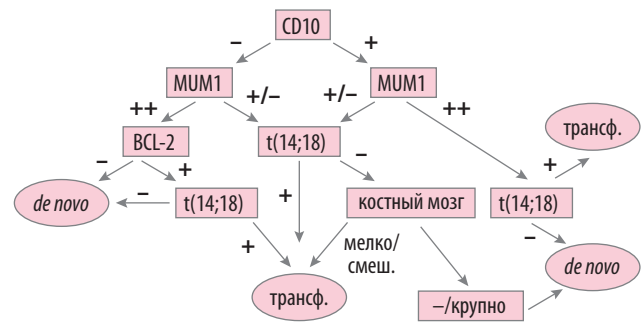 CD10
– +
MUM1 MUM1
++ +/– +/– ++
BCL-2 t(14;18) трансф.
– + – +
de novo – t(14;18) + костный мозг t(14;18)
+ мелко/ –
смеш. de novo
трансф. –/крупно